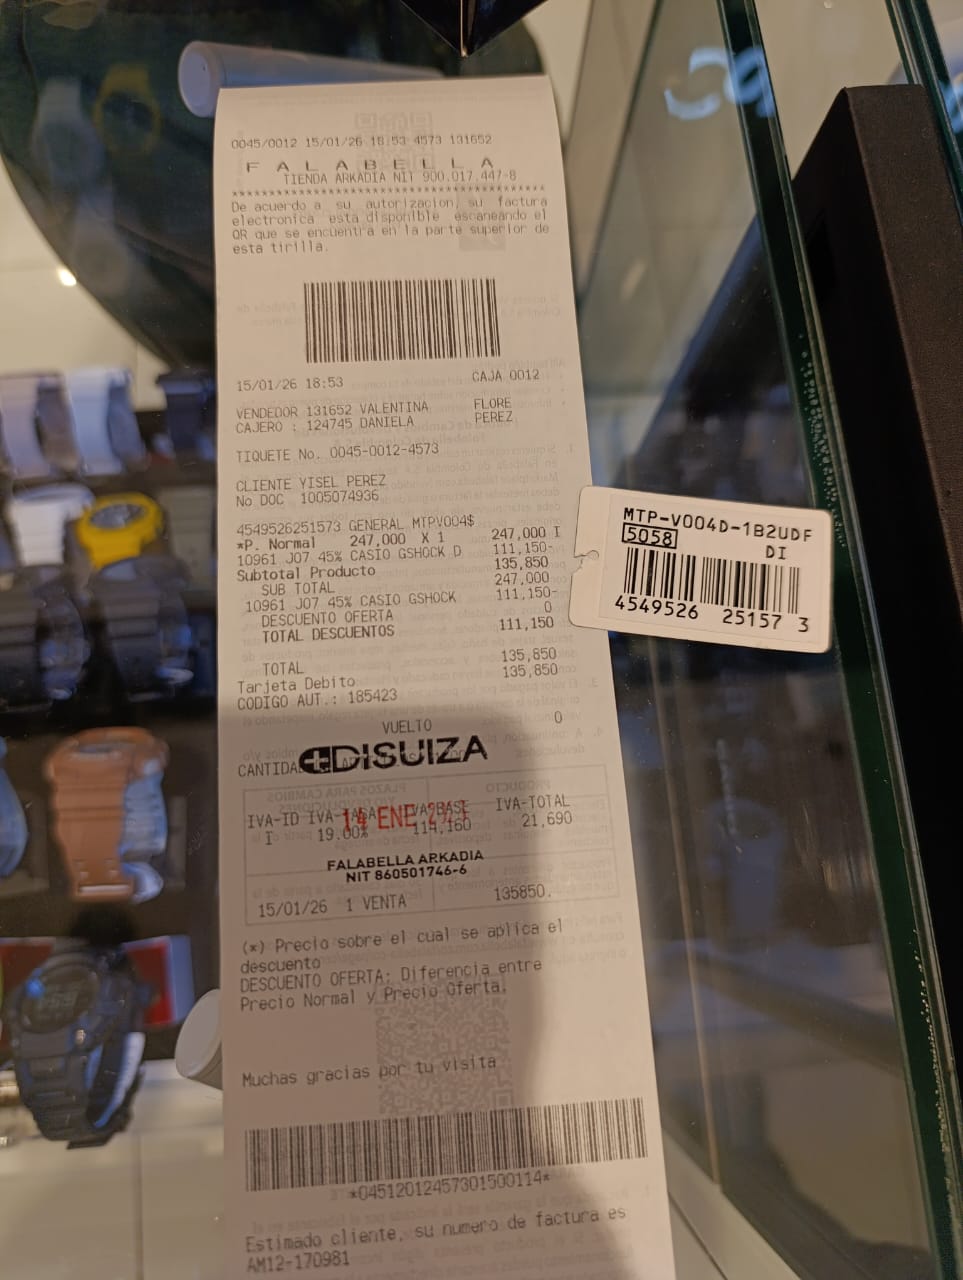 0045/0012 15/01/26 18:53 4573 131652
F A L A B E L L A
TIENDA ARKADIA NIT 900.017.447-8
************************************************
De acuerdo a su autorizacion, su factura
electronica esta disponible escaneando el
QR que se encuentra en la parte superior de
esta tirilla.
15/01/26 18:53 CAJA 0012
VENDEDOR 131652 VALENTINA FLORE
CAJERO : 124745 DANIELA PEREZ
TIQUETE No. 0045-0012-4573
CLIENTE YISEL PEREZ
No DOC 1005074936
4549526251573 GENERAL MTPV004$
*P. Normal 247,000 X 1 247,000 I
10961 J07 45% CASIO GSHOCK D 111,150-
Subtotal Producto 135,850
SUB TOTAL 247,000
10961 J07 45% CASIO GSHOCK 111,150-
DESCUENTO OFERTA 0
TOTAL DESCUENTOS 111,150
TOTAL 135,850
Tarjeta Debito 135,850
CODIGO AUT.: 185423
VUELTO 0
DISUIZA
CANTIDA
IVA-ID IVA-TASA IVA-BASE IVA-TOTAL
I 19.00% 114,160 21,690
14 ENE
FALABELLA ARKADIA
NIT 860501746-6
15/01/26 1 VENTA 135850.
(*) Precio sobre el cual se aplica el
descuento
DESCUENTO OFERTA: Diferencia entre
Precio Normal y Precio Oferta.
Muchas gracias por tu visita
*04512012457301500114*
Estimado cliente, su numero de factura es
AM12-170981
MTP-V004D-1B2UDF
5058 DI
4549526 25157 3